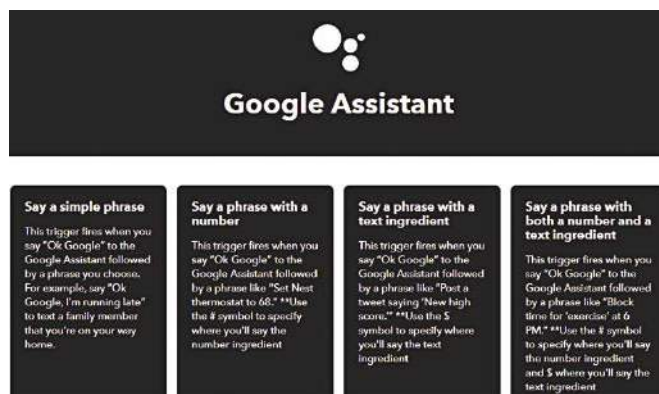 Google Assistant
Say a simple phrase
This trigger fires when you
say "Ok Google" to the
Google Assistant followed
by a phrase you choose.
For example, say "Ok
Google, I'm running late"
to text a family member
that you're on your way
home.
Say a phrase with a
number
This trigger fires when you
say "Ok Google" to the
Google Assistant followed
by a phrase like "Set Nest
thermostat to 68." **Use
the # symbol to specify
where you'll say the
number ingredient
Say a phrase with a
text ingredient
This trigger fires when you
say "Ok Google" to the
Google Assistant followed
by a phrase like "Post a
tweet saying 'New high
score.'" **Use the $
symbol to specify where
you'll say the text
ingredient
Say a phrase with
both a number and a
text ingredient
This trigger fires when you
say "Ok Google" to the
Google Assistant followed
by a phrase like "Block
time for 'exercise' at 6
PM." **Use the # symbol
to specify where you'll say
the number ingredient
and $ where you'll say the
text ingredient